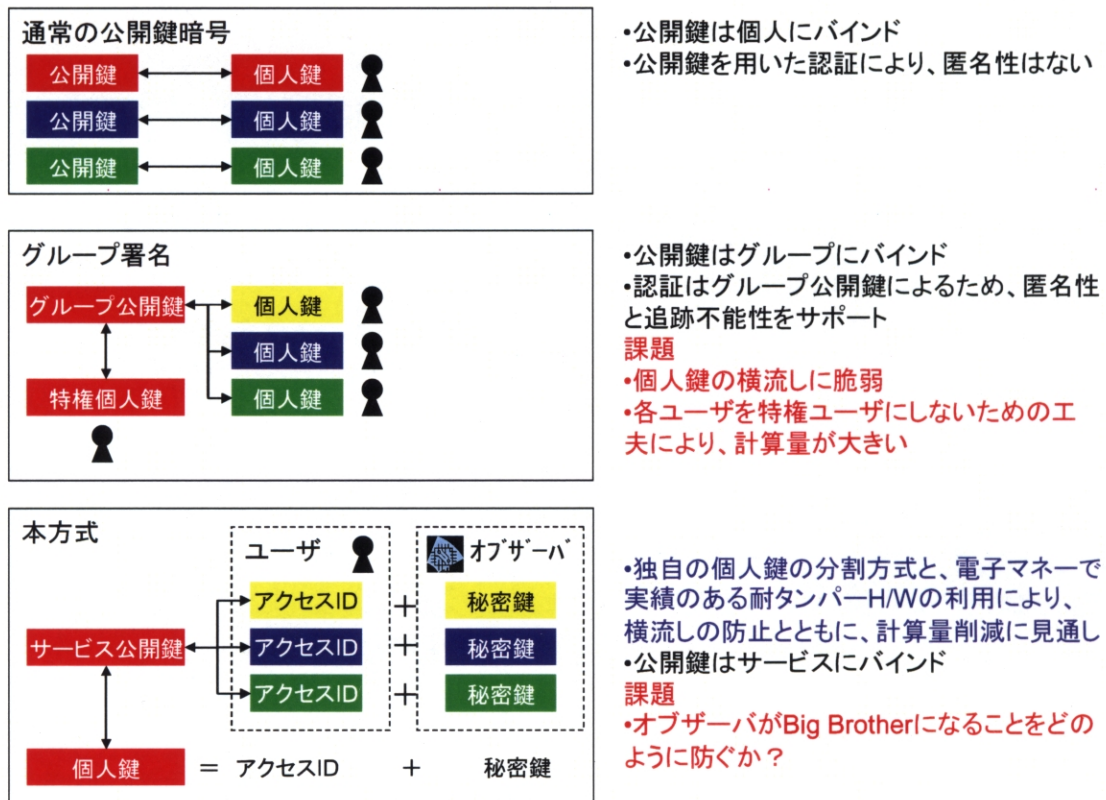 通常の公開鍵暗号
公開鍵 個人鍵
公開鍵 個人鍵
公開鍵 個人鍵
•公開鍵は個人にバインド
•公開鍵を用いた認証により、匿名性はない
グループ署名
グループ公開鍵 個人鍵
個人鍵
特権個人鍵 個人鍵
•公開鍵はグループにバインド
•認証はグループ公開鍵によるため、匿名性
と追跡不能性をサポート
課題
•個人鍵の横流しに脆弱
•各ユーザを特権ユーザにしないための工
夫により、計算量が大きい
本方式
ユーザ オブザーバ
アクセスID + 秘密鍵
サービス公開鍵 アクセスID + 秘密鍵
アクセスID + 秘密鍵
個人鍵 = アクセスID + 秘密鍵
•独自の個人鍵の分割方式と、電子マネーで
実績のある耐タンパーH/Wの利用により、
横流しの防止とともに、計算量削減に見通し
•公開鍵はサービスにバインド
課題
•オブザーバがBig Brotherになることをどの
ように防ぐか？